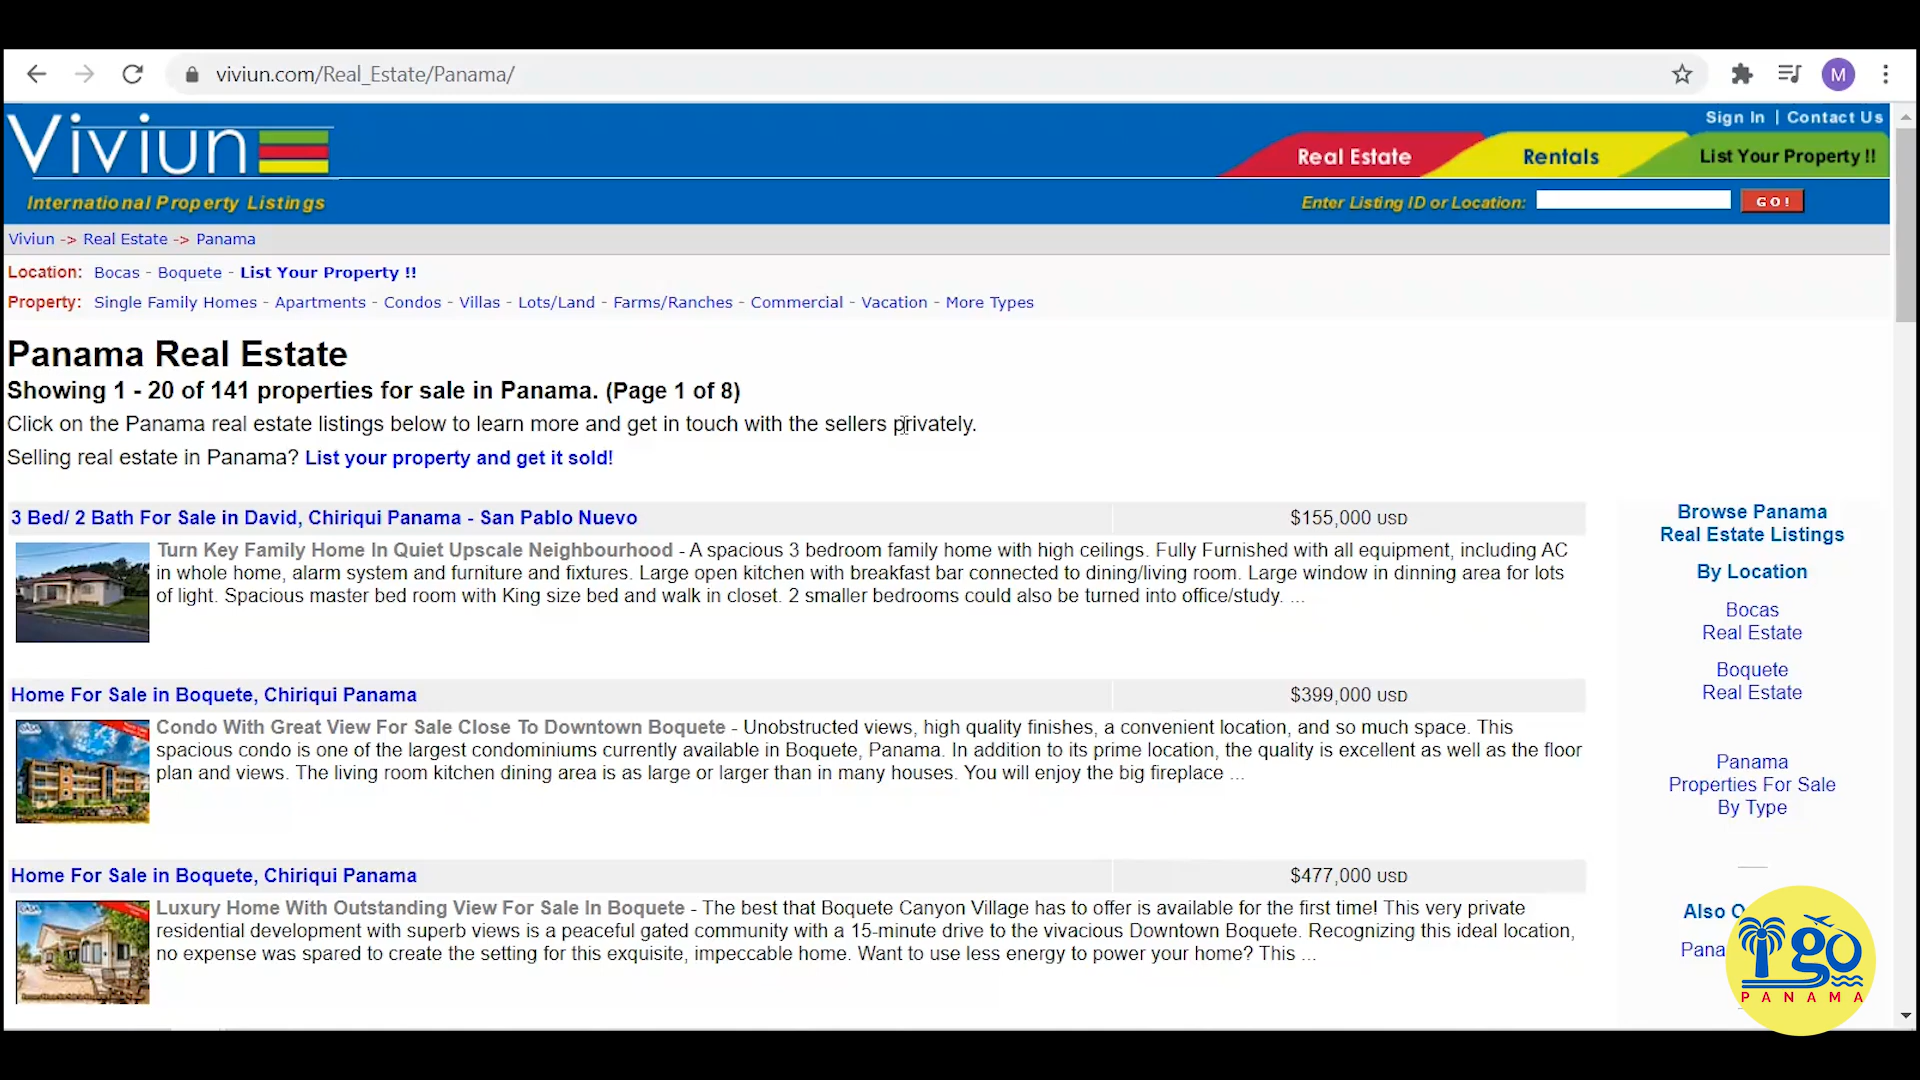 viviun.com/Real_Estate/Panama/
M
Viviun
International Property Listings
Sign In | Contact Us
Real Estate
Rentals
List Your Property !!
Enter Listing ID or Location:
GO!
Viviun -> Real Estate -> Panama
Location: Bocas - Boquete - List Your Property !!
Property: Single Family Homes - Apartments - Condos - Villas - Lots/Land - Farms/Ranches - Commercial - Vacation - More Types
Panama Real Estate
Showing 1 - 20 of 141 properties for sale in Panama. (Page 1 of 8)
Click on the Panama real estate listings below to learn more and get in touch with the sellers privately.
Selling real estate in Panama? List your property and get it sold!
3 Bed/ 2 Bath For Sale in David, Chiriqui Panama - San Pablo Nuevo
$155,000 USD
Turn Key Family Home In Quiet Upscale Neighbourhood - A spacious 3 bedroom family home with high ceilings. Fully Furnished with all equipment, including AC
in whole home, alarm system and furniture and fixtures. Large open kitchen with breakfast bar connected to dining/living room. Large window in dinning area for lots
of light. Spacious master bed room with King size bed and walk in closet. 2 smaller bedrooms could also be turned into office/study. ...
Home For Sale in Boquete, Chiriqui Panama
$399,000 USD
Condo With Great View For Sale Close To Downtown Boquete - Unobstructed views, high quality finishes, a convenient location, and so much space. This
spacious condo is one of the largest condominiums currently available in Boquete, Panama. In addition to its prime location, the quality is excellent as well as the floor
plan and views. The living room kitchen dining area is as large or larger than in many houses. You will enjoy the big fireplace ...
Home For Sale in Boquete, Chiriqui Panama
$477,000 USD
Luxury Home With Outstanding View For Sale In Boquete - The best that Boquete Canyon Village has to offer is available for the first time! This very private
residential development with superb views is a peaceful gated community with a 15-minute drive to the vivacious Downtown Boquete. Recognizing this ideal location,
no expense was spared to create the setting for this exquisite, impeccable home. Want to use less energy to power your home? This ...
Browse Panama
Real Estate Listings
By Location
Bocas
Real Estate
Boquete
Real Estate
Panama
Properties For Sale
By Type
Also
Pana
go
PANAMA